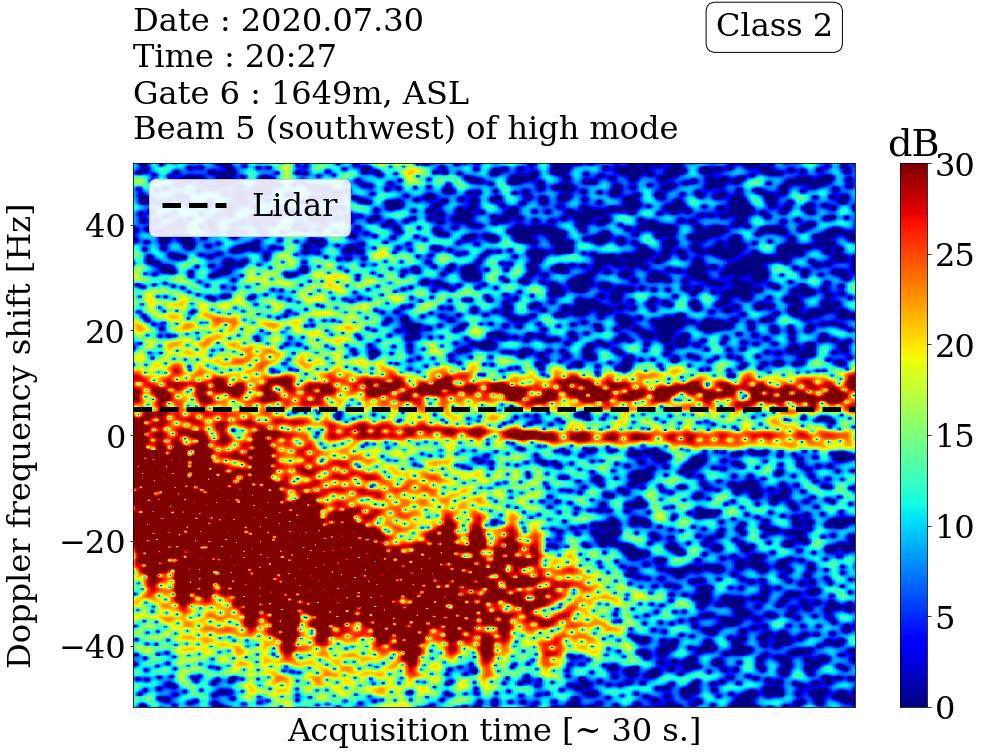 Date : 2020.07.30
Time : 20:27
Gate 6 : 1649m, ASL
Beam 5 (southwest) of high mode
Class 2
dB
Lidar
Doppler frequency shift [Hz]
40
20
0
−20
−40
30
25
20
15
10
5
0
Acquisition time [~ 30 s.]